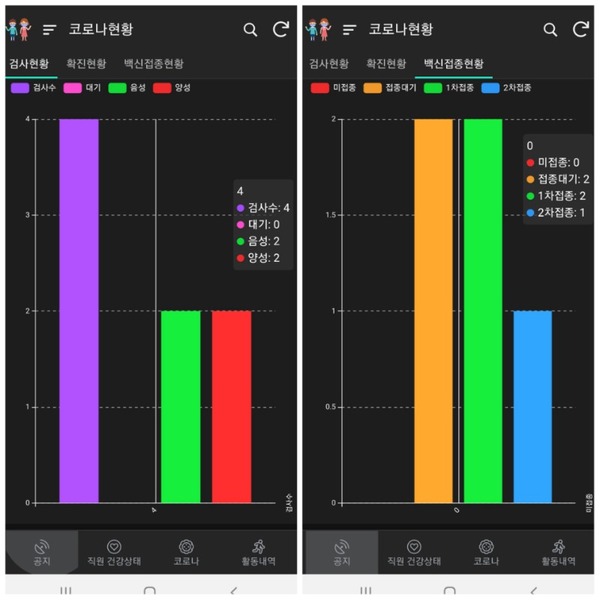 코로나현황
검사현황 확진현황 백신접종현황
검사수 대기 음성 양성
4
3
2
1
0
4
검사수: 4
대기: 0
음성: 2
양성: 2
4
검사수
공지 직원 건강상태 코로나 활동내역
코로나현황
검사현황 확진현황 백신접종현황
미접종 접종대기 1차접종 2차접종
2
1.5
1
0.5
0
0
미접종: 0
접종대기: 2
1차접종: 2
2차접종: 1
0
미접종
공지 직원 건강상태 코로나 활동내역